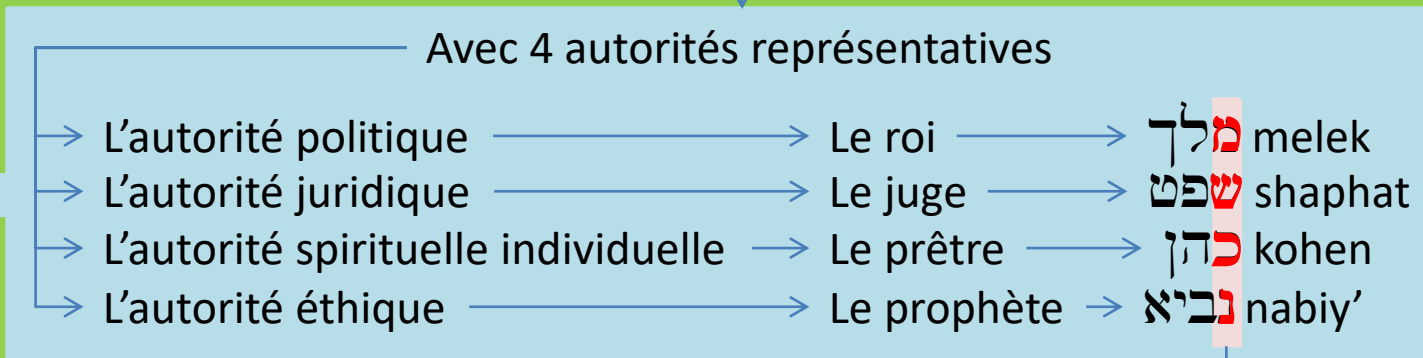 Avec 4 autorités représentatives
L’autorité politique Le roi מלך melek
L’autorité juridique Le juge שפט shaphat
L’autorité spirituelle individuelle Le prêtre כהן kohen
L’autorité éthique Le prophète נביא nabiy’